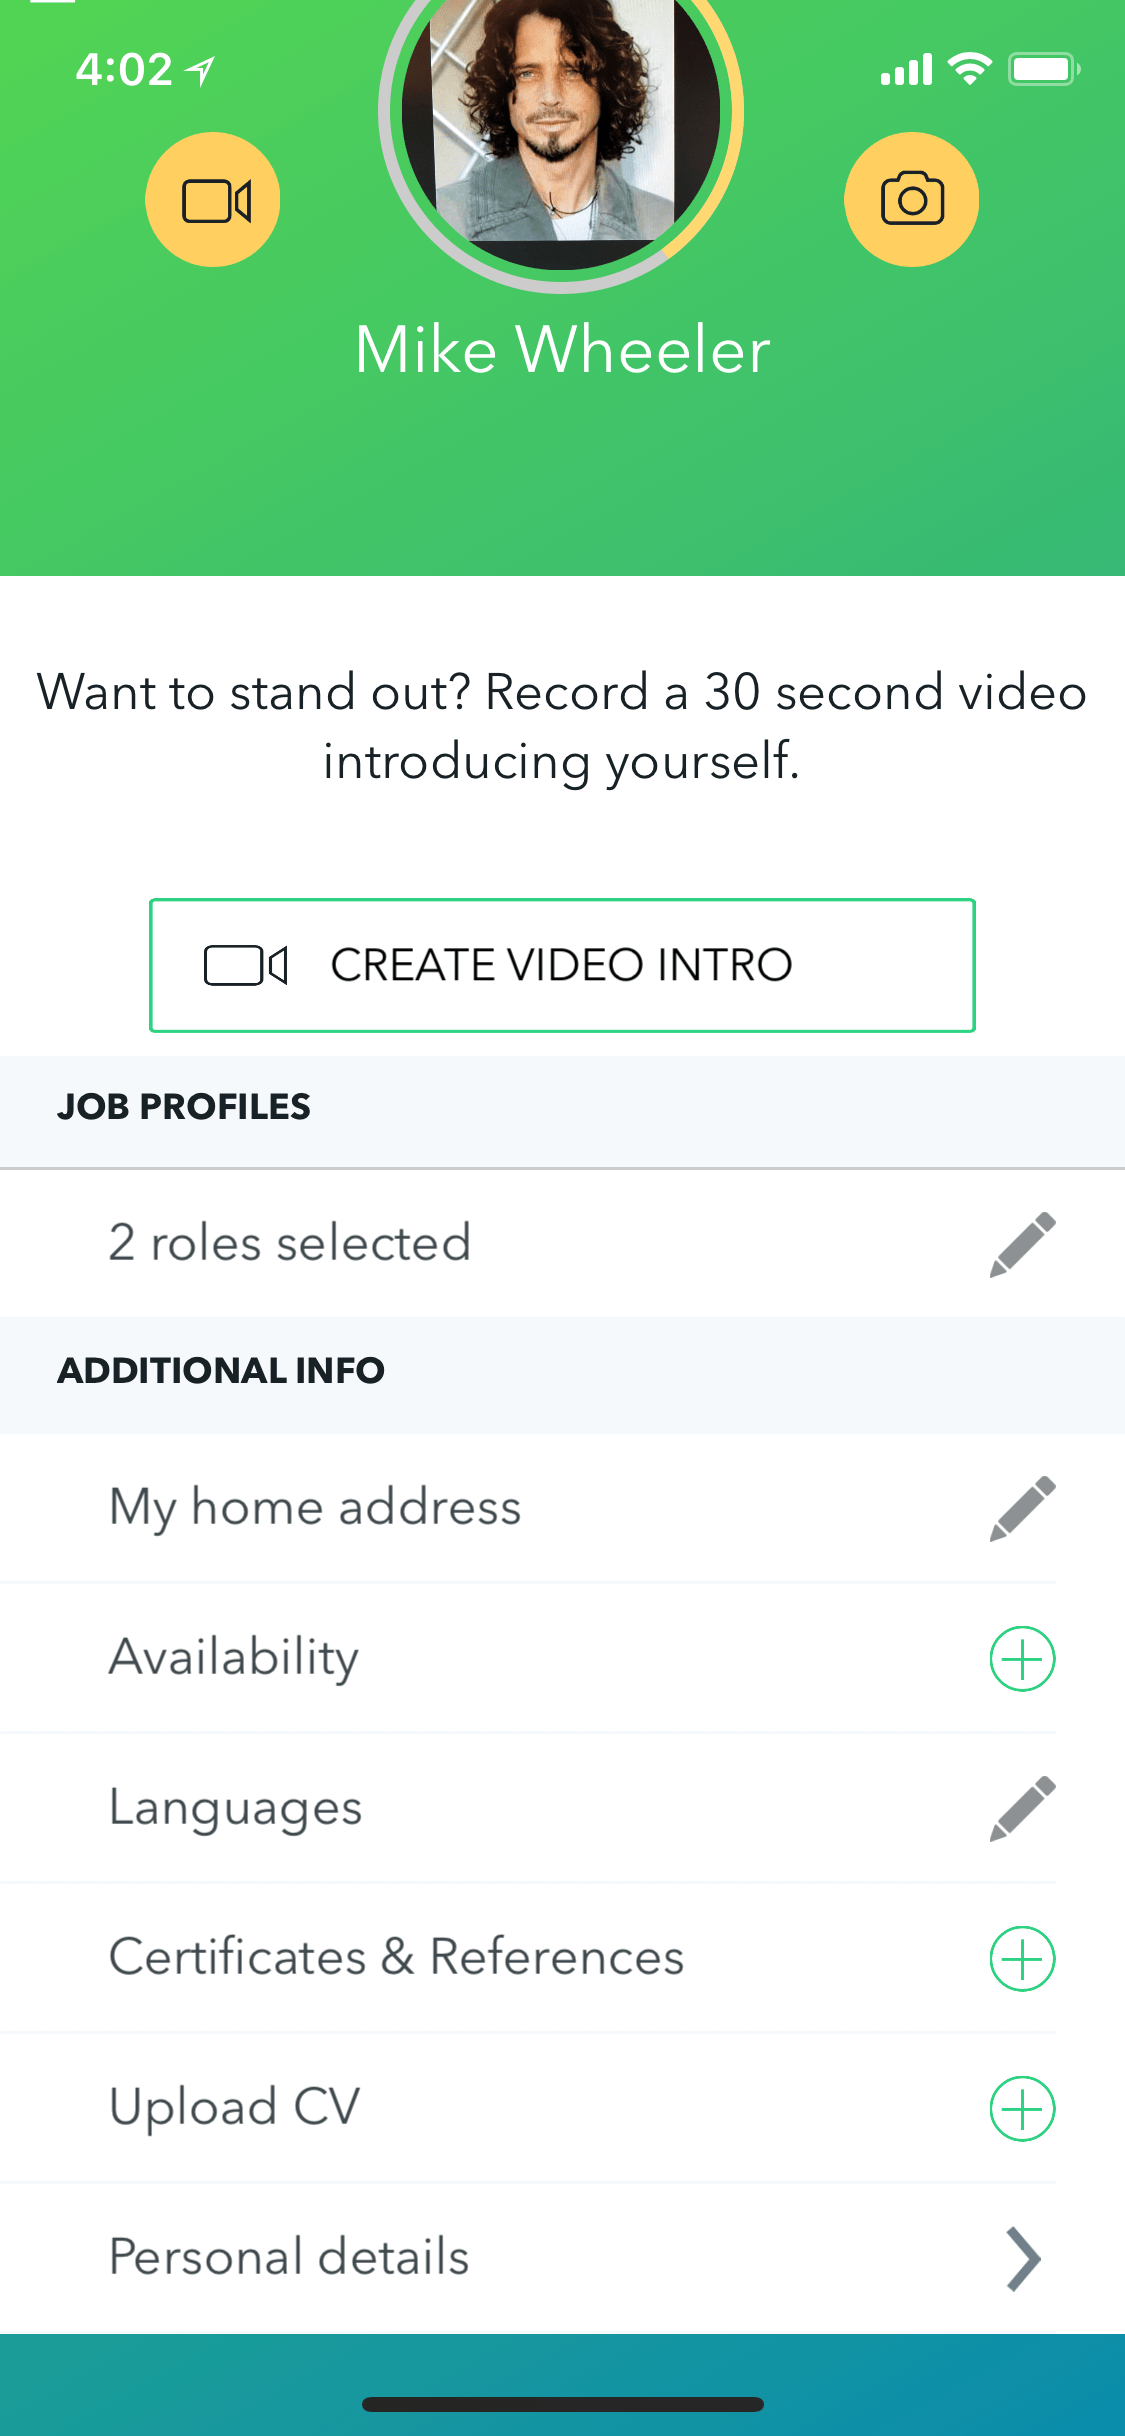 4:02
Mike Wheeler
Want to stand out? Record a 30 second video
introducing yourself.
CREATE VIDEO INTRO
JOB PROFILES
2 roles selected
ADDITIONAL INFO
My home address
Availability
Languages
Certificates & References
Upload CV
Personal details